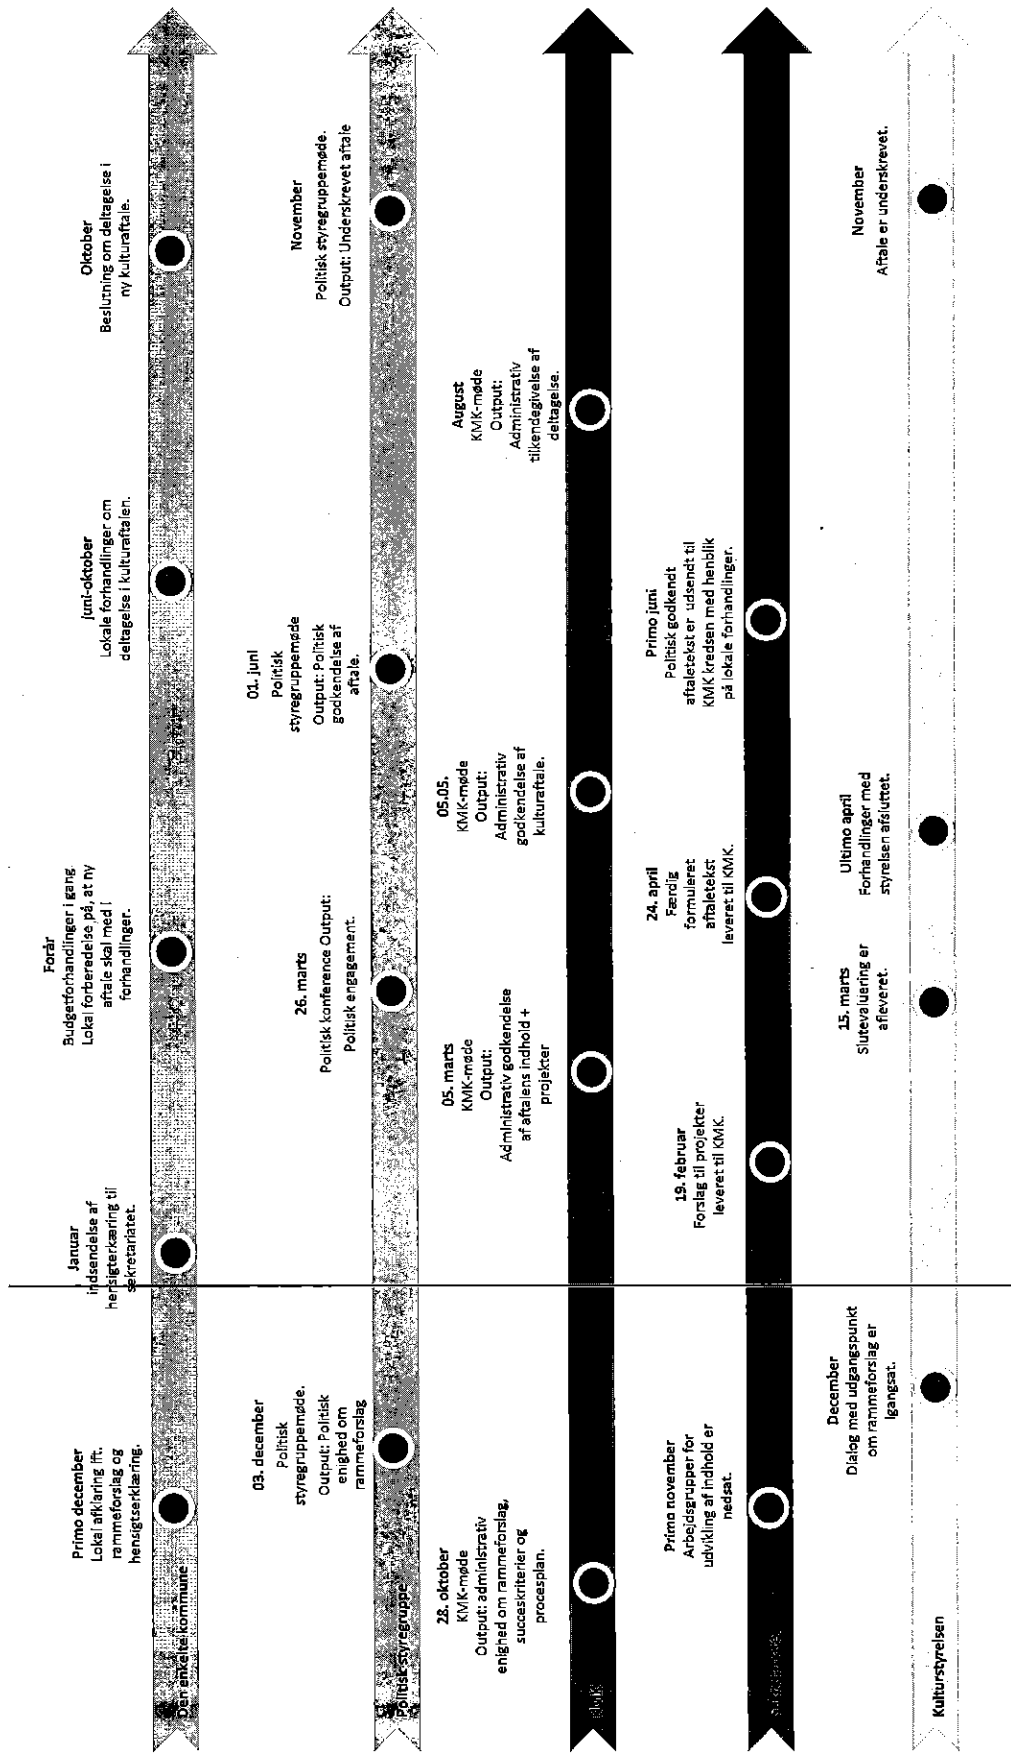 Primo december
Lokal afklaring ift.
rammeforslag og
hensigtserklæring.
Januar
indsendelse af
hensigterkæring til
sekretariatet.
Forår
Budgetforhandlinger i gang.
Lokal forberedelse på, at ny
aftale skal med i
forhandlinger.
juni-oktober
Lokale forhandlinger om
deltagelse i kulturaftalen.
Oktober
Beslutning om deltagelse i
ny kulturaftale.
Den enkelte kommune
03. december
Politisk
styregruppemøde.
Output: Politisk
enighed om
rammeforslag
26. marts
Politisk konference Output:
Politisk engagement.
01. juni
Politisk
styregruppemøde
Output: Politisk
godkendelse af
aftale.
November
Politisk styregruppemøde.
Output: Underskrevet aftale
Politisk styregruppe
28. oktober
KMK-møde
Output: administrativ
enighed om rammeforslag,
succeskriterier og
procesplan.
05. marts
KMK-møde
Output:
Administrativ godkendelse
af aftalens indhold +
projekter
05.05.
KMK-møde
Output:
Administrativ
godkendelse af
kulturaftale.
August
KMK-møde
Output:
Administrativ
tilkendegivelse af
deltagelse.
KMK
Primo november
Arbejdsgrupper for
udvikling af indhold er
nedsat.
19. februar
Forslag til projekter
leveret til KMK.
24. april
Færdig
formuleret
aftaletekst
leveret til KMK.
Primo juni
Politisk godkendt
aftaletekst er udsendt til
KMK kredsen med henblik
på lokale forhandlinger.
December
Dialog med udgangspunkt
om rammeforslag er
igangsat.
15. marts
Slutevaluering er
afleveret.
Ultimo april
Forhandlinger med
styrelsen afsluttet.
November
Aftale er underskrevet.
Kulturstyrelsen